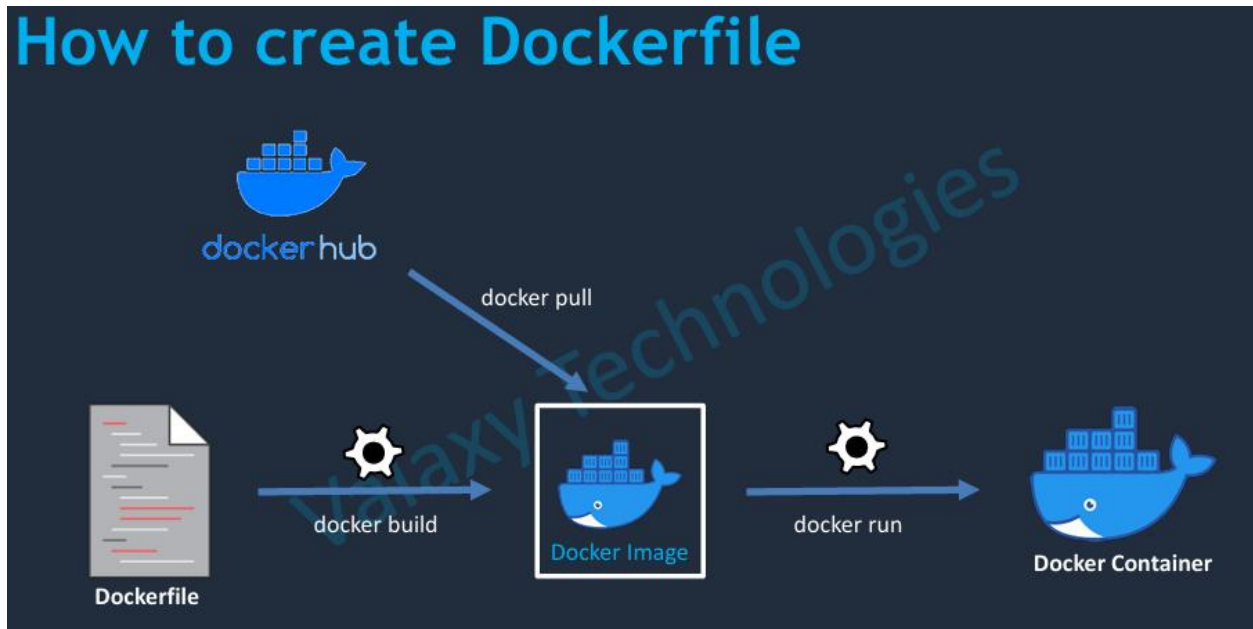 How to create Dockerfile
dockerhub
docker pull
docker build
docker run
Docker Image
Dockerfile
Docker Container
Valaxy Technologies